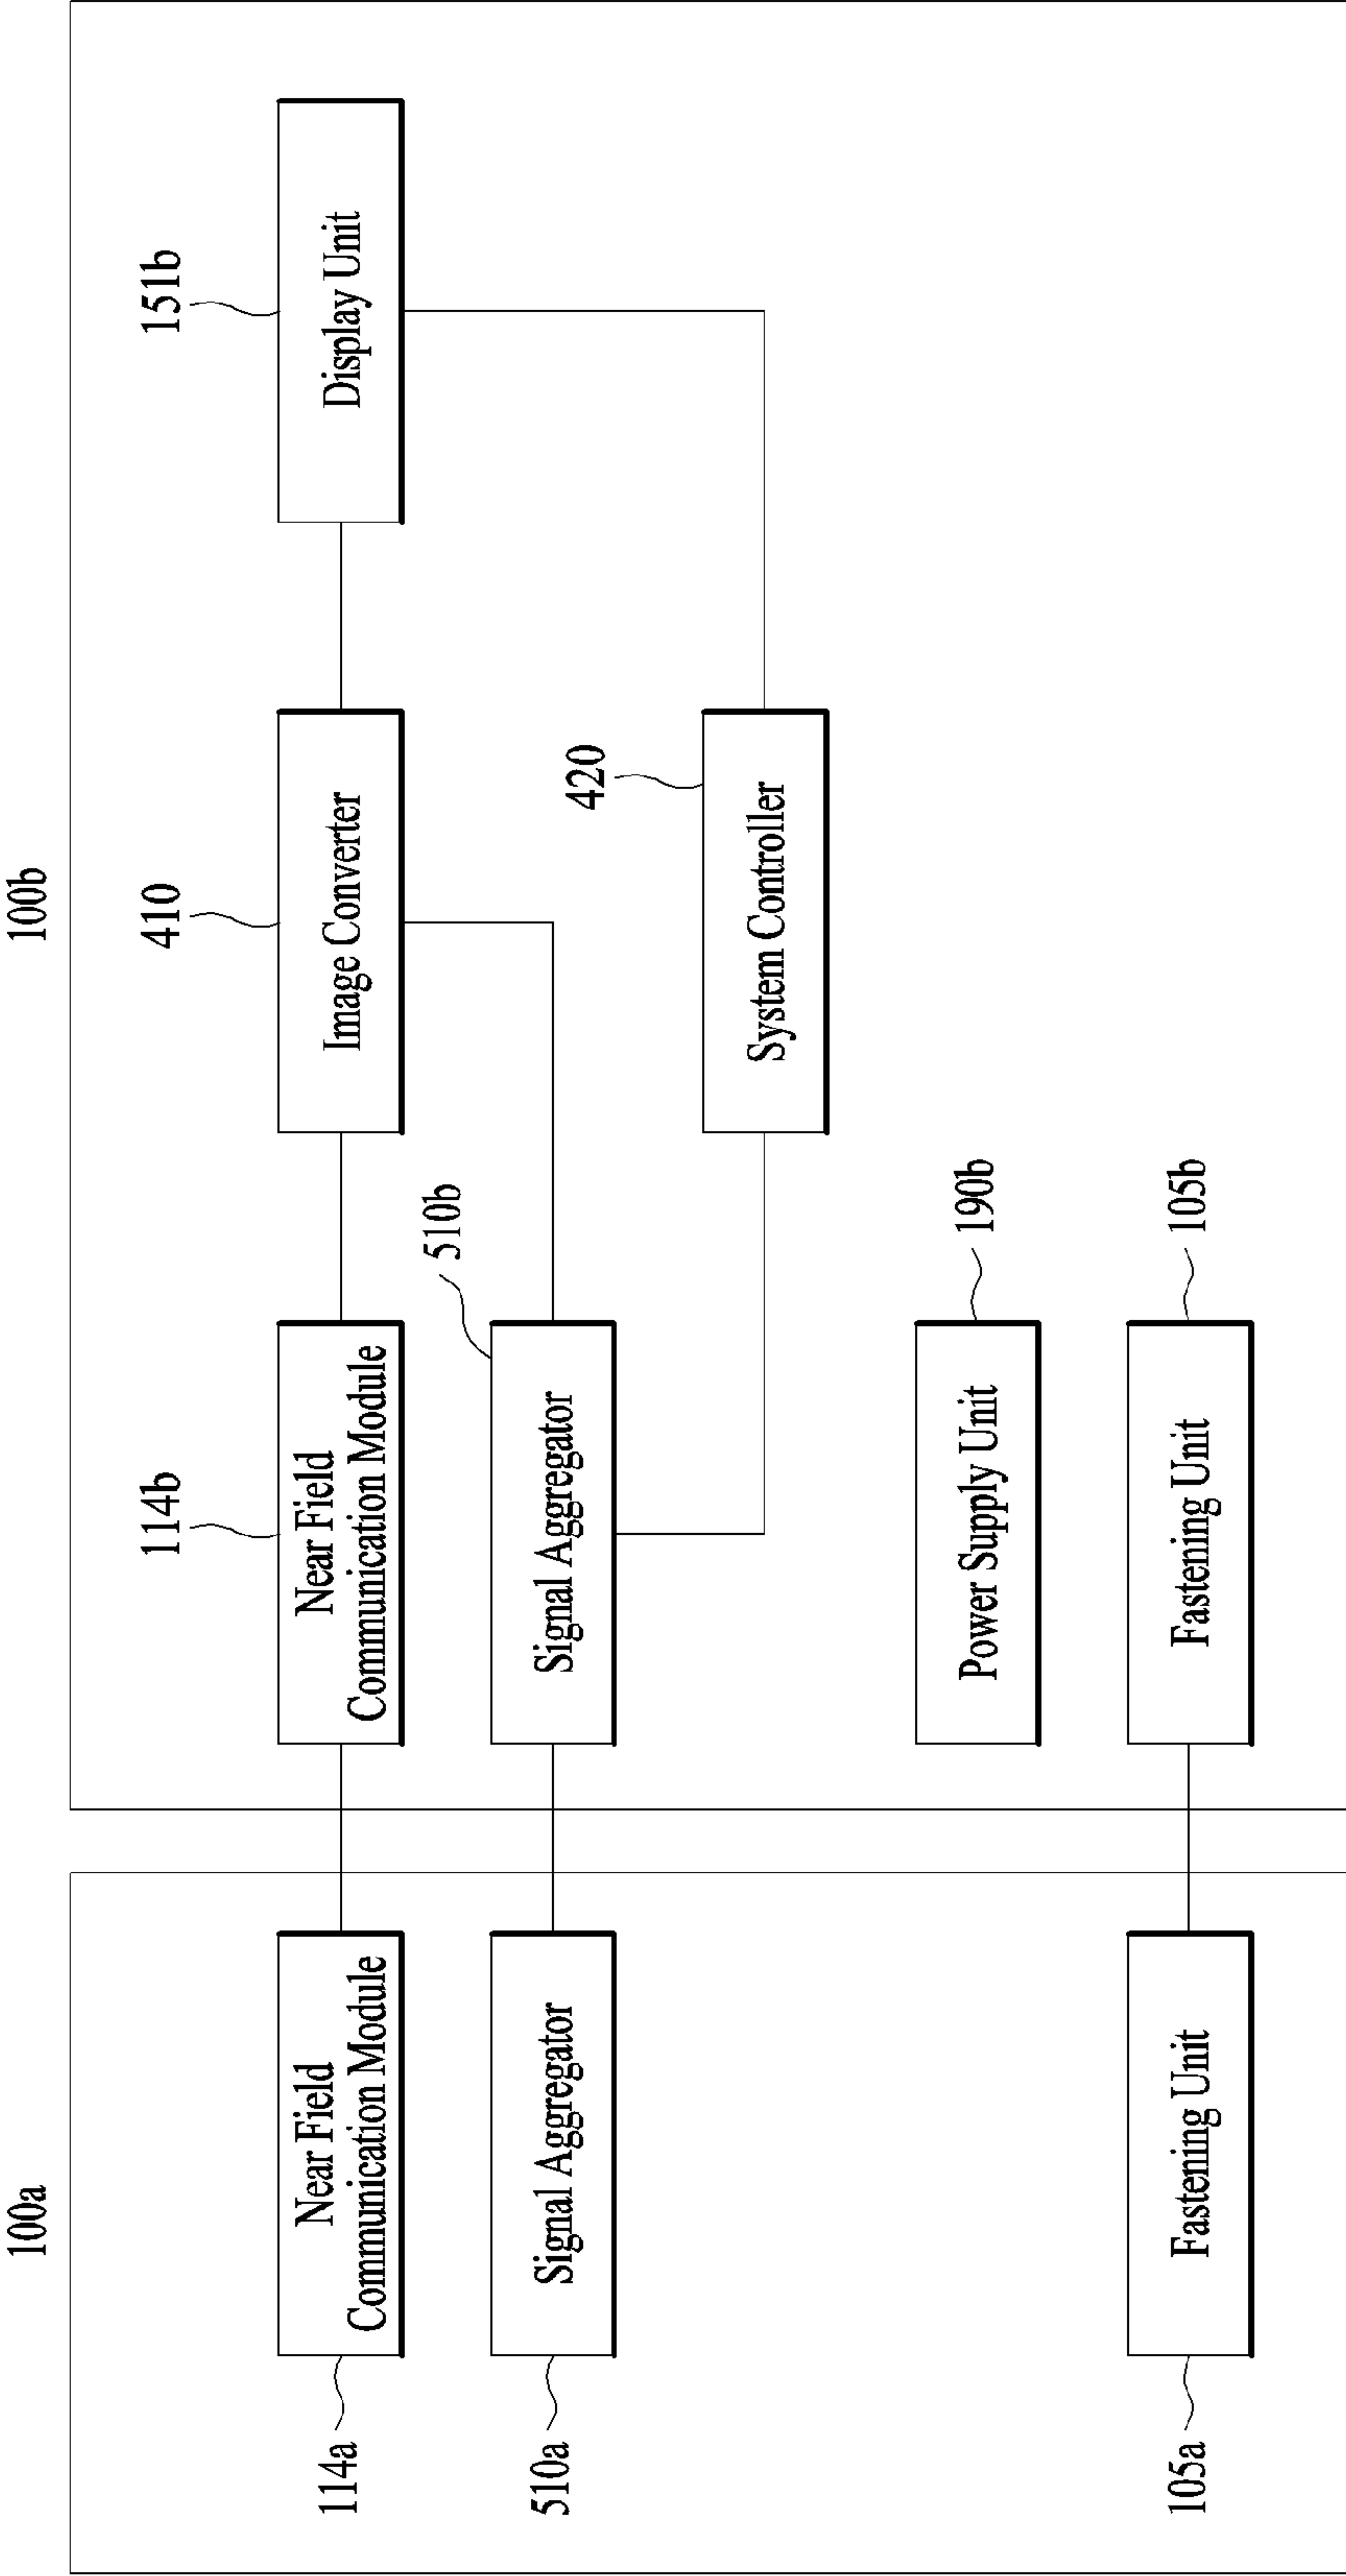 100a
100b
114a
Near Field
Communication Module
114b
Near Field
Communication Module
410
Image Converter
151b
Display Unit
510a
Signal Aggregator
510b
Signal Aggregator
420
System Controller
Power Supply Unit
190b
105a
Fastening Unit
Fastening Unit
105b